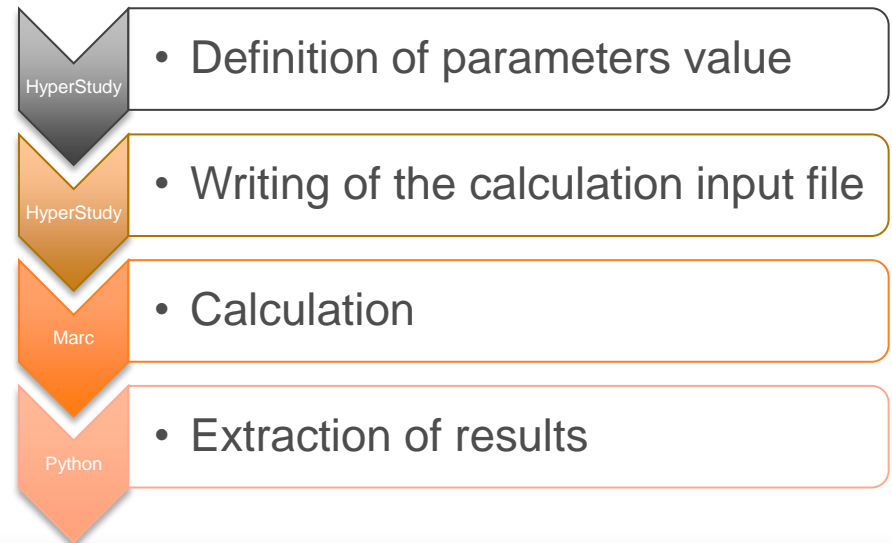 HyperStudy
• Definition of parameters value
HyperStudy
• Writing of the calculation input file
Marc
• Calculation
Python
• Extraction of results